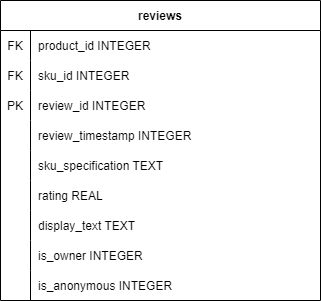 reviews
FK product_id INTEGER
FK sku_id INTEGER
PK review_id INTEGER
review_timestamp INTEGER
sku_specification TEXT
rating REAL
display_text TEXT
is_owner INTEGER
is_anonymous INTEGER